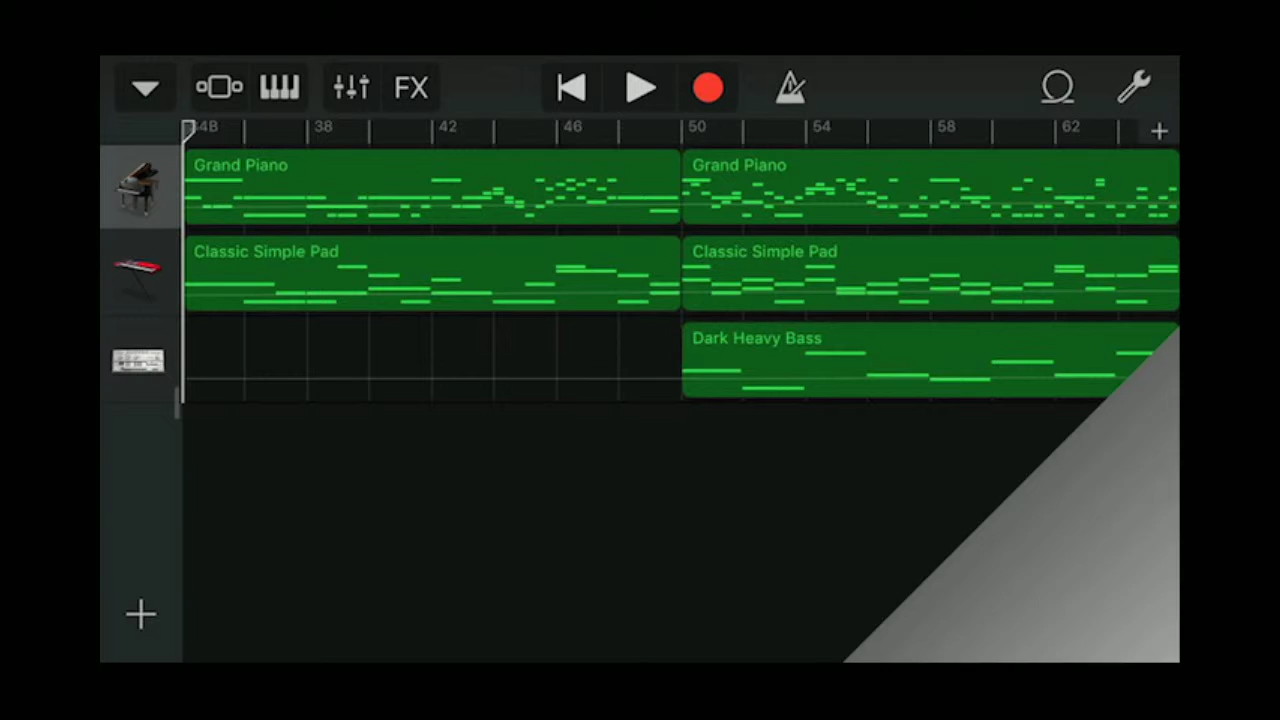 FX
34B 38 42 46 50 54 58 62
Grand Piano Grand Piano
Classic Simple Pad Classic Simple Pad
Dark Heavy Bass